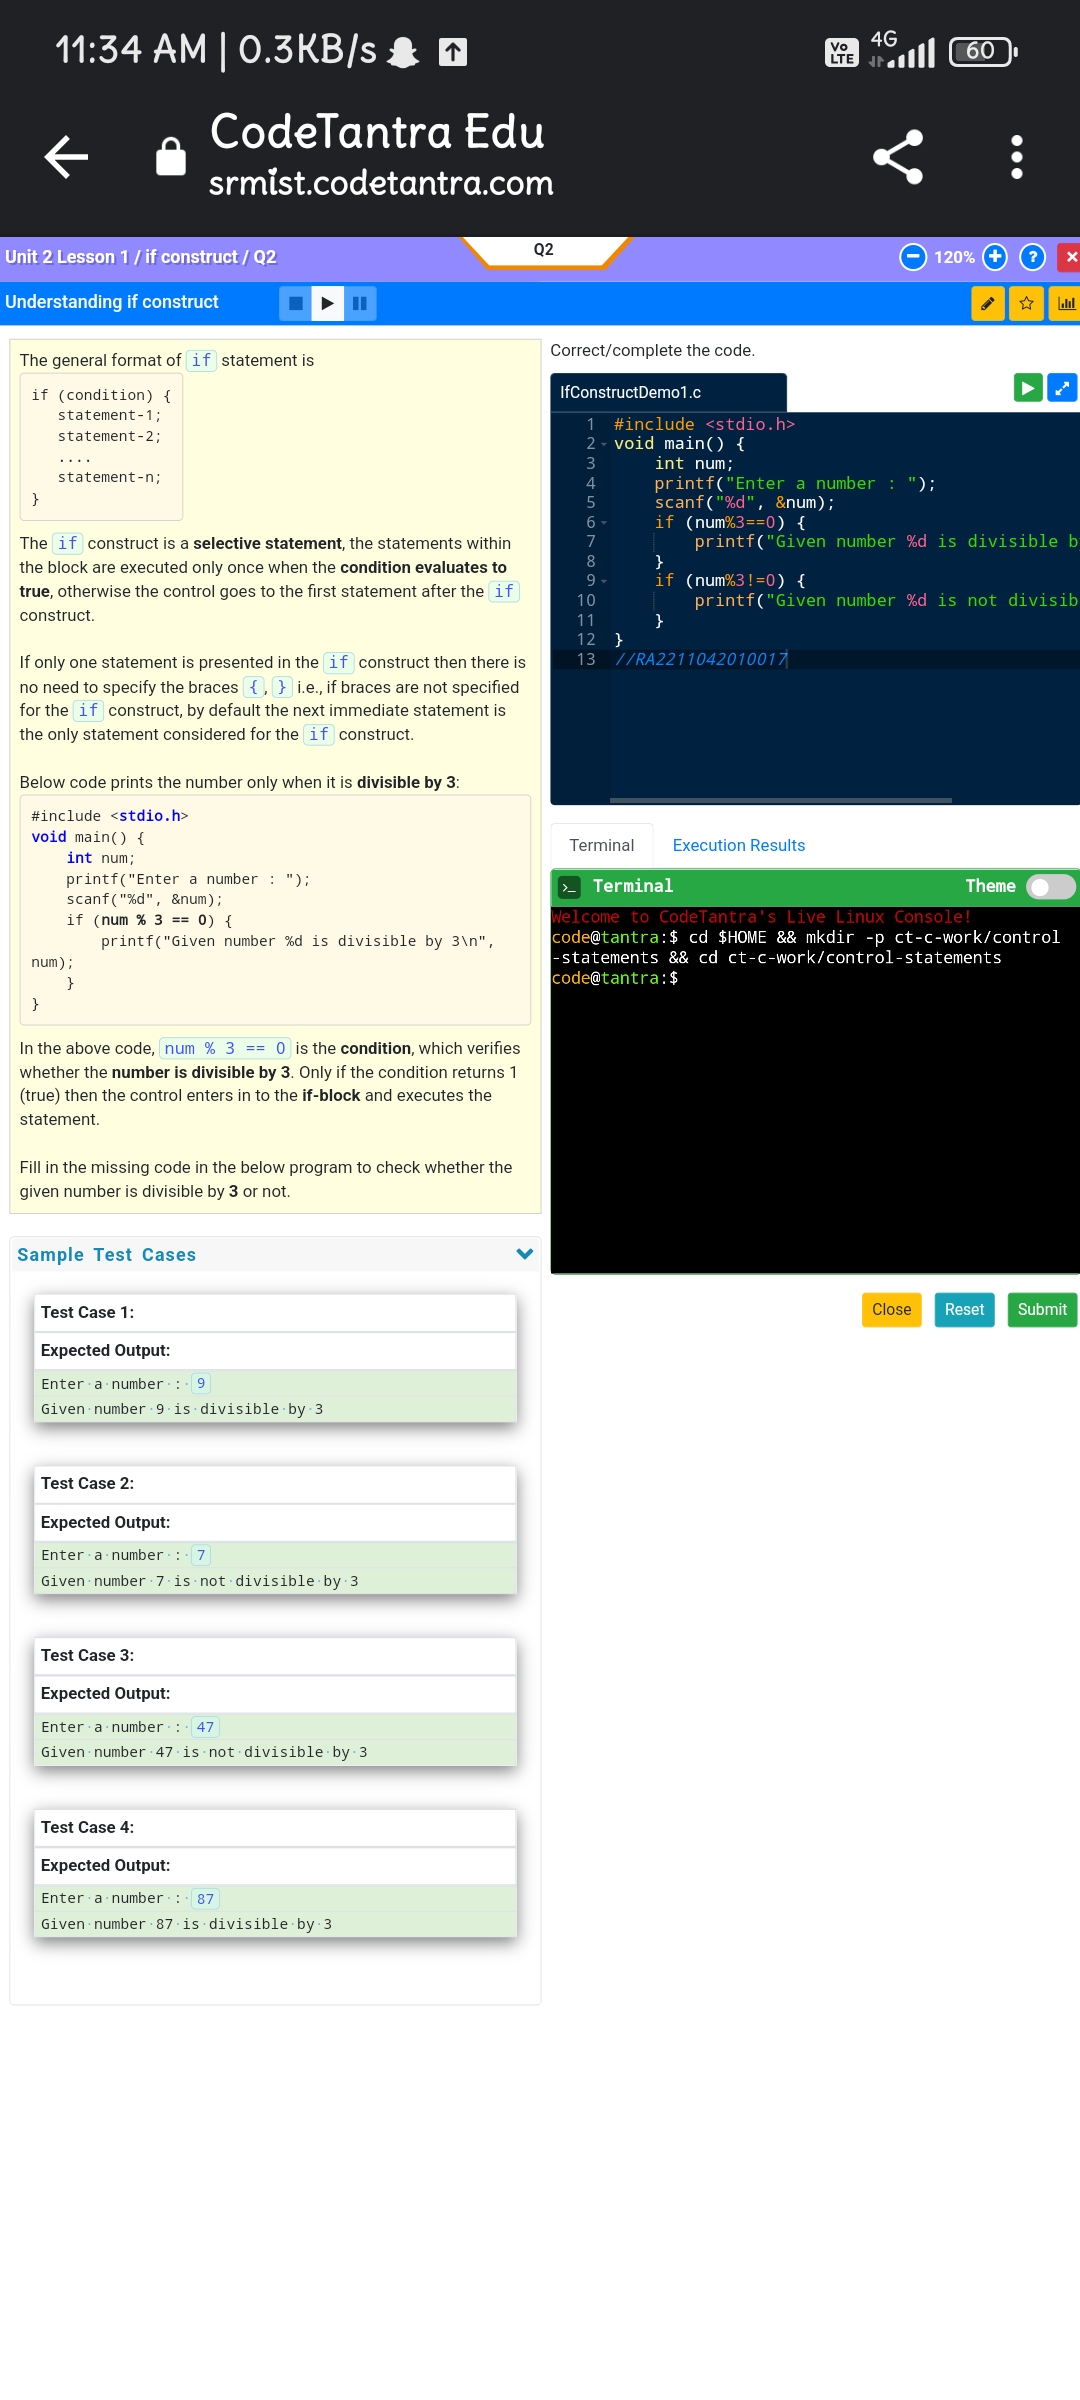 11:34 AM | 0.3KB/s
Vo LTE 4G 60
CodeTantra Edu
srmist.codetantra.com
Unit 2 Lesson 1 / if construct / Q2
Q2
120%
?
Understanding if construct
The general format of if statement is
if (condition) {
statement-1;
statement-2;
....
statement-n;
}
The if construct is a selective statement, the statements within
the block are executed only once when the condition evaluates to
true, otherwise the control goes to the first statement after the if
construct.
If only one statement is presented in the if construct then there is
no need to specify the braces {, } i.e., if braces are not specified
for the if construct, by default the next immediate statement is
the only statement considered for the if construct.
Below code prints the number only when it is divisible by 3:
#include <stdio.h>
void main() {
int num;
printf("Enter a number : ");
scanf("%d", &num);
if (num % 3 == 0) {
printf("Given number %d is divisible by 3\n",
num);
}
}
In the above code, num % 3 == 0 is the condition, which verifies
whether the number is divisible by 3. Only if the condition returns 1
(true) then the control enters in to the if-block and executes the
statement.
Fill in the missing code in the below program to check whether the
given number is divisible by 3 or not.
Sample Test Cases
Test Case 1:
Expected Output:
Enter·a·number·:·9
Given·number·9·is·divisible·by·3
Test Case 2:
Expected Output:
Enter·a·number·:·7
Given·number·7·is·not·divisible·by·3
Test Case 3:
Expected Output:
Enter·a·number·:·47
Given·number·47·is·not·divisible·by·3
Test Case 4:
Expected Output:
Enter·a·number·:·87
Given·number·87·is·divisible·by·3
Correct/complete the code.
IfConstructDemo1.c
1 #include <stdio.h>
2 void main() {
3 int num;
4 printf("Enter a number : ");
5 scanf("%d", &num);
6 if (num%3==0) {
7 printf("Given number %d is divisible b
8 }
9 if (num%3!=0) {
10 printf("Given number %d is not divisib
11 }
12 }
13 //RA2211042010017
Terminal
Execution Results
>_ Terminal
Theme
Welcome to CodeTantra's Live Linux Console!
code@tantra:$ cd $HOME && mkdir -p ct-c-work/control
-statements && cd ct-c-work/control-statements
code@tantra:$
Close
Reset
Submit